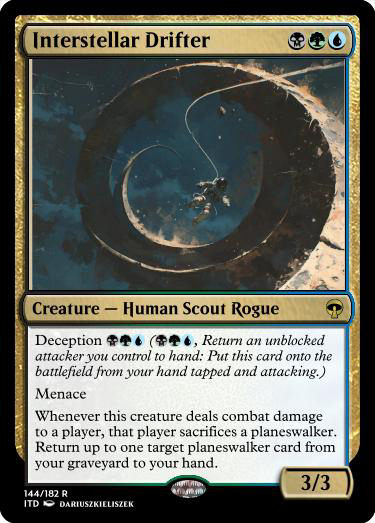 Interstellar Drifter
Creature — Human Scout Rogue
Deception (, Return an unblocked
attacker you control to hand: Put this card onto the
battlefield from your hand tapped and attacking.)
Menace
Whenever this creature deals combat damage
to a player, that player sacrifices a planeswalker.
Return up to one target planeswalker card from
your graveyard to your hand.
3/3
144/182 R
ITD DARIUSZKIELISZEK